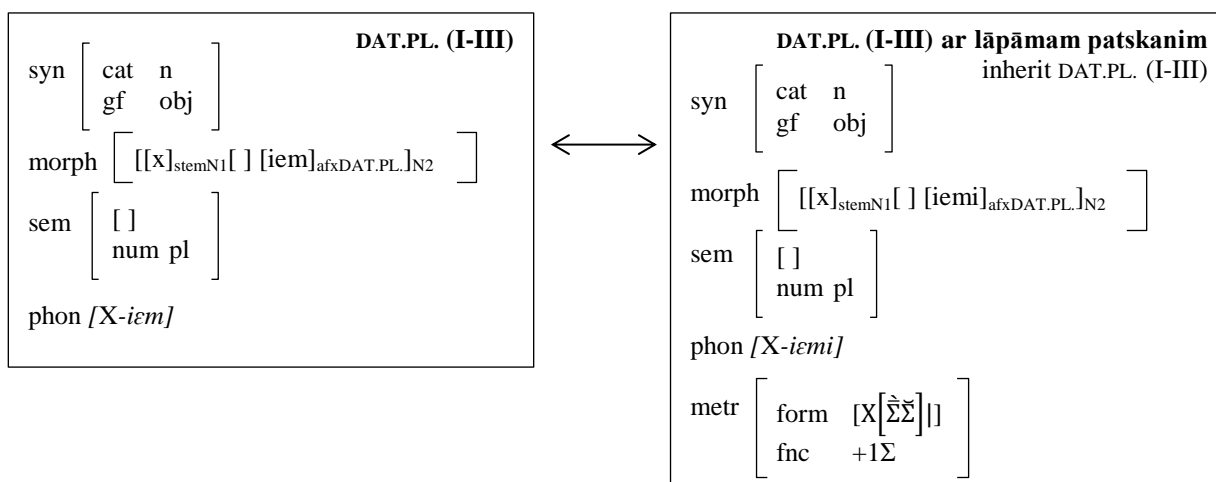 DAT.PL. (I-III)
syn cat n
gf obj
morph [[x]stemN1[ ] [iem]afxDAT.PL.]N2
sem [ ]
num pl
phon [X-iɛm]
DAT.PL. (I-III) ar lāpāmam patskanim
inherit DAT.PL. (I-III)
syn cat n
gf obj
morph [[x]stemN1[ ] [iemi]afxDAT.PL.]N2
sem [ ]
num pl
phon [X-iɛmi]
metr form [X[Σ̿̀Σ̆]|]
fnc +1Σ